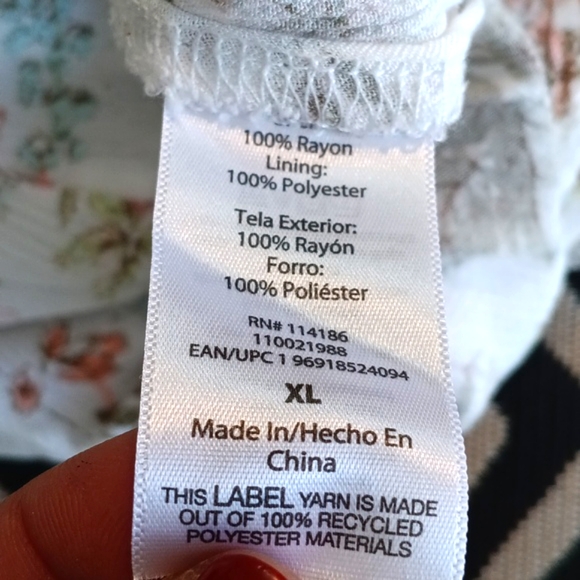 100% Rayon
Lining:
100% Polyester
Tela Exterior:
100% Rayón
Forro:
100% Poliéster
RN# 114186
110021988
EAN/UPC 1 96918524094
XL
Made In/Hecho En
China
THIS LABEL YARN IS MADE
OUT OF 100% RECYCLED
POLYESTER MATERIALS